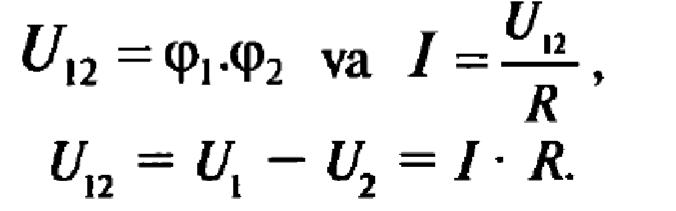 U₁₂ = φ₁.φ₂ va I = U₁₂/R,
U₁₂ = U₁ − U₂ = I · R.